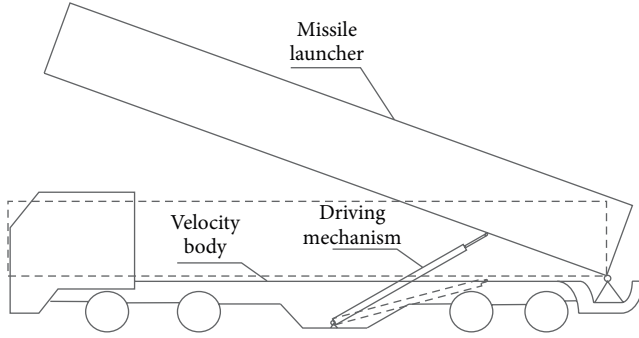 Missile
launcher
Velocity
body
Driving
mechanism